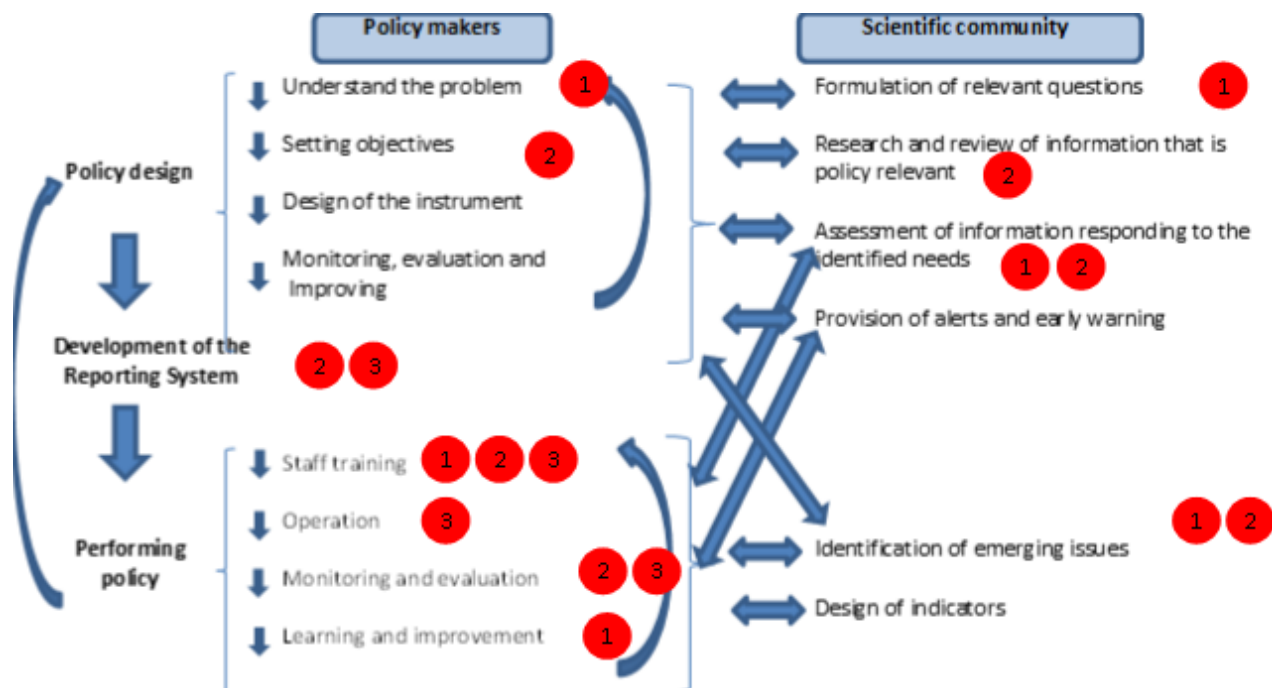 Policy makers
Scientific community
Understand the problem
1
Formulation of relevant questions
1
Setting objectives
2
Research and review of information that is
policy relevant
2
Policy design
Design of the instrument
Assessment of information responding to the
identified needs
1 2
Monitoring, evaluation and
Improving
Provision of alerts and early warning
Development of the
Reporting System
2 3
Staff training
1 2 3
Operation
3
Performing
policy
Monitoring and evaluation
2 3
Identification of emerging issues
1 2
Learning and improvement
1
Design of indicators